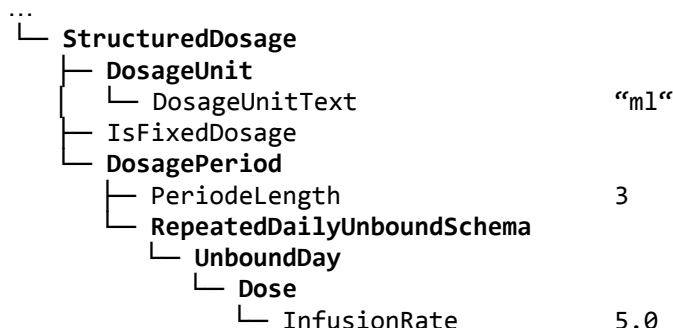 …
└─ StructuredDosage
├─ DosageUnit
│ └─ DosageUnitText “ml“
├─ IsFixedDosage
└─ DosagePeriod
├─ PeriodeLength 3
└─ RepeatedDailyUnboundSchema
└─ UnboundDay
└─ Dose
└─ InfusionRate 5.0